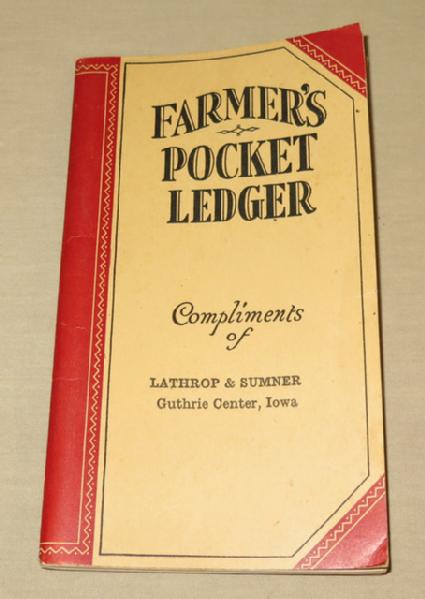 FARMER'S
POCKET
LEDGER
Compliments
of
LATHROP & SUMNER
Guthrie Center, Iowa